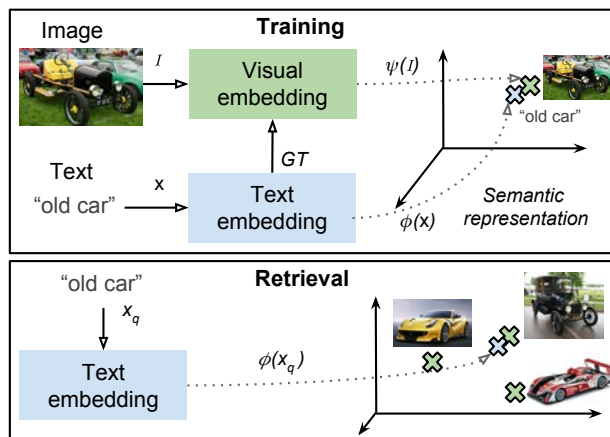 Training
Image
I
Visual
embedding
ψ(I)
“old car”
GT
Text
“old car”
x
Text
embedding
ϕ(x)
Semantic
representation
Retrieval
“old car”
x_q
Text
embedding
ϕ(x_q)